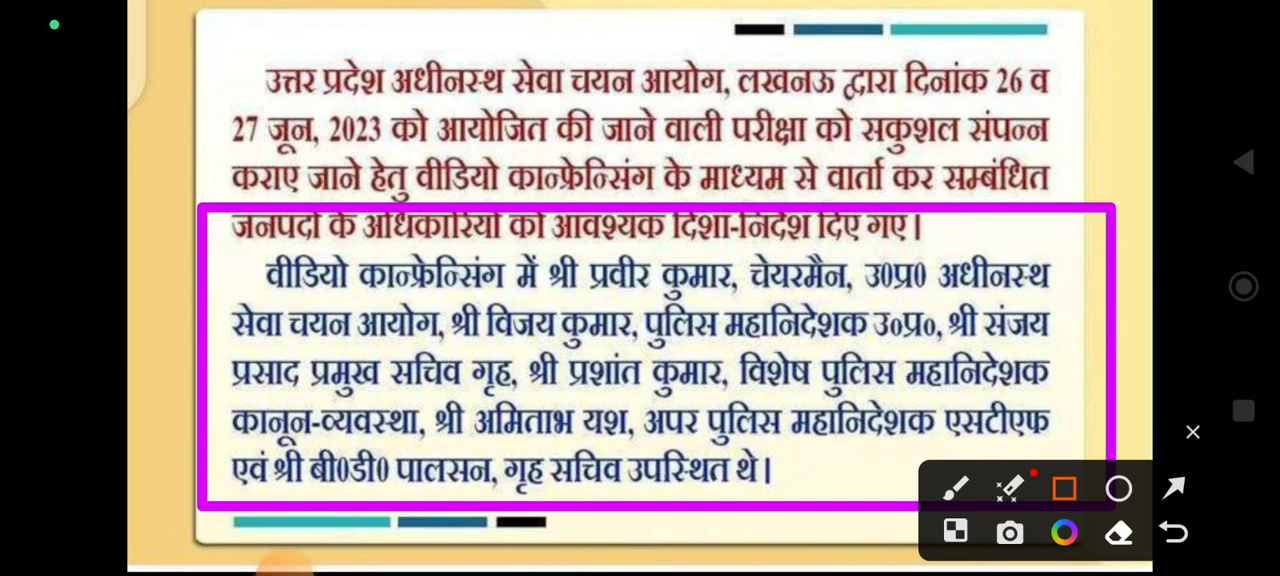 उत्तर प्रदेश अधीनस्थ सेवा चयन आयोग, लखनऊ द्वारा दिनांक 26 व
27 जून, 2023 को आयोजित की जाने वाली परीक्षा को सकुशल संपन्न
कराए जाने हेतु वीडियो कान्फ्रेन्सिंग के माध्यम से वार्ता कर सम्बंधित
जनपदों के अधिकारियों को आवश्यक दिशा-निर्देश दिए गए।
वीडियो कान्फ्रेन्सिंग में श्री प्रवीर कुमार, चेयरमैन, उ0प्र0 अधीनस्थ
सेवा चयन आयोग, श्री विजय कुमार, पुलिस महानिदेशक उ०प्र०, श्री संजय
प्रसाद प्रमुख सचिव गृह, श्री प्रशांत कुमार, विशेष पुलिस महानिदेशक
कानून-व्यवस्था, श्री अमिताभ यश, अपर पुलिस महानिदेशक एसटीएफ
एवं श्री बी0डी0 पालसन, गृह सचिव उपस्थित थे।